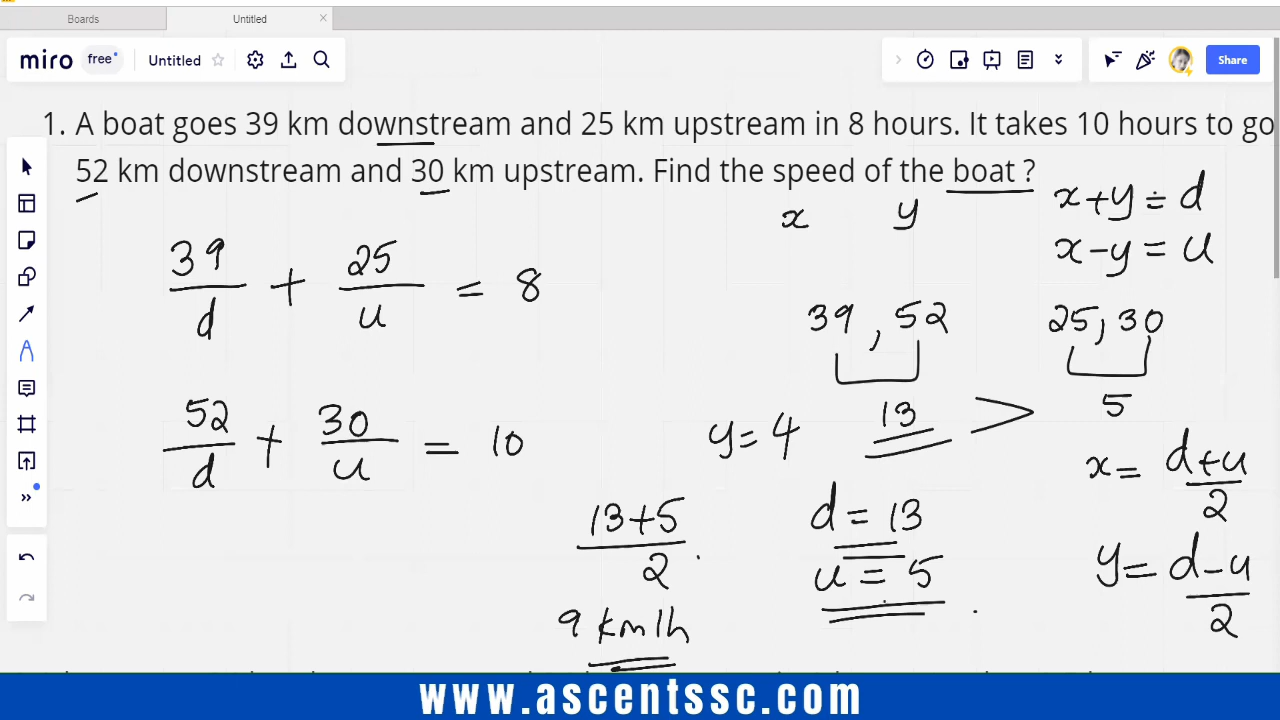 Boards Untitled
miro free Untitled Share
1. A boat goes 39 km downstream and 25 km upstream in 8 hours. It takes 10 hours to go
52 km downstream and 30 km upstream. Find the speed of the boat ?
x y x+y = d
x-y = u
39/d + 25/u = 8
39 , 52 25, 30
13 > 5
52/d + 30/u = 10
y = 4
x = d+u/2
13+5/2
d = 13
u = 5
y = d-u/2
9 km/h
www.ascentssc.com